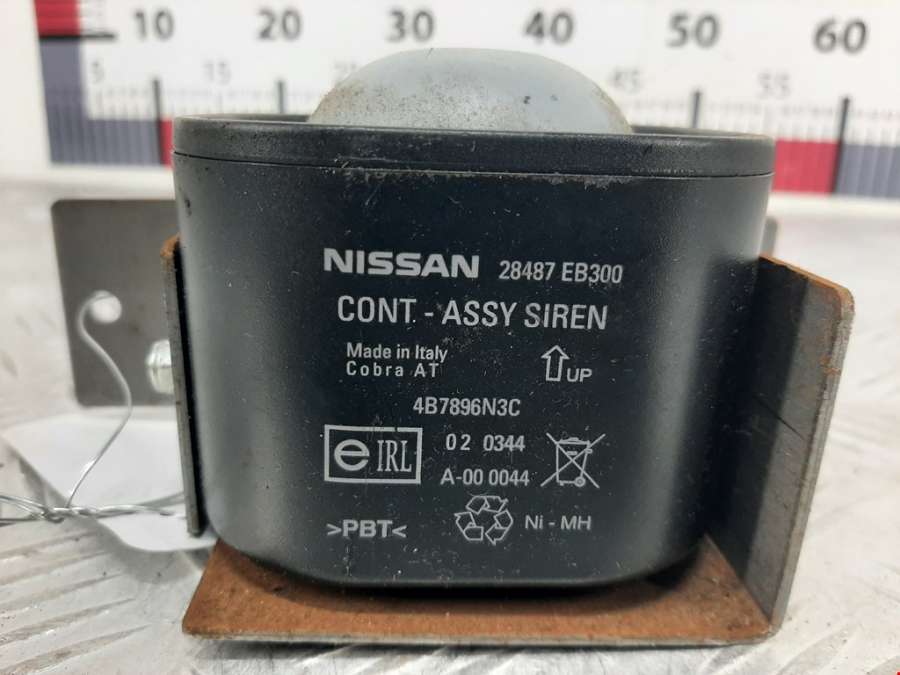 10 20 30 40 50 60
5 15 45 55
NISSAN 28487 EB300
CONT. - ASSY SIREN
Made in Italy
Cobra AT
UP
4B7896N3C
e IRL
02 0344
A-00 0044
>PBT<
Ni - MH